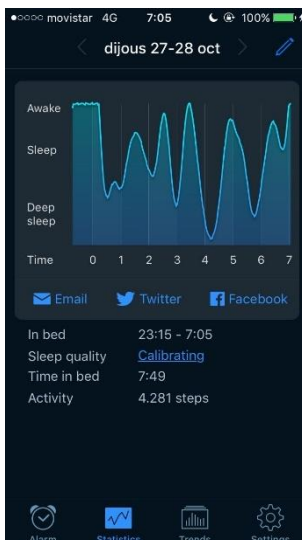 movistar 4G 7:05 100%
dijous 27-28 oct
Awake
Sleep
Deep
sleep
Time 0 1 2 3 4 5 6 7
Email Twitter Facebook
In bed 23:15 - 7:05
Sleep quality Calibrating
Time in bed 7:49
Activity 4.281 steps
Alarm Statistics Trends Settings